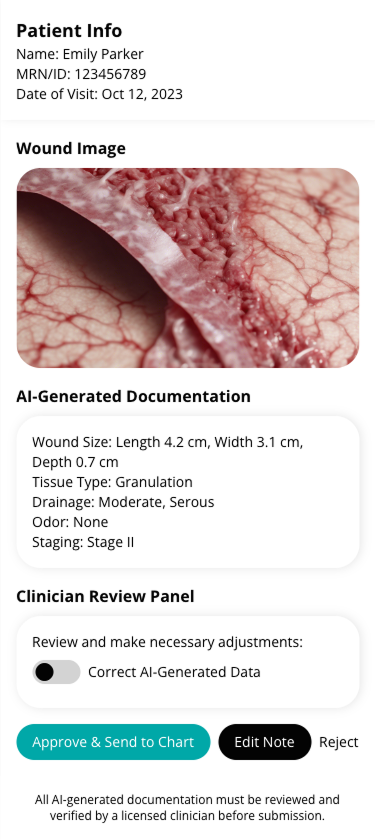 Patient Info
Name: Emily Parker
MRN/ID: 123456789
Date of Visit: Oct 12, 2023
Wound Image
AI-Generated Documentation
Wound Size: Length 4.2 cm, Width 3.1 cm,
Depth 0.7 cm
Tissue Type: Granulation
Drainage: Moderate, Serous
Odor: None
Staging: Stage II
Clinician Review Panel
Review and make necessary adjustments:
Correct AI-Generated Data
Approve & Send to Chart Edit Note Reject
All AI-generated documentation must be reviewed and
verified by a licensed clinician before submission.